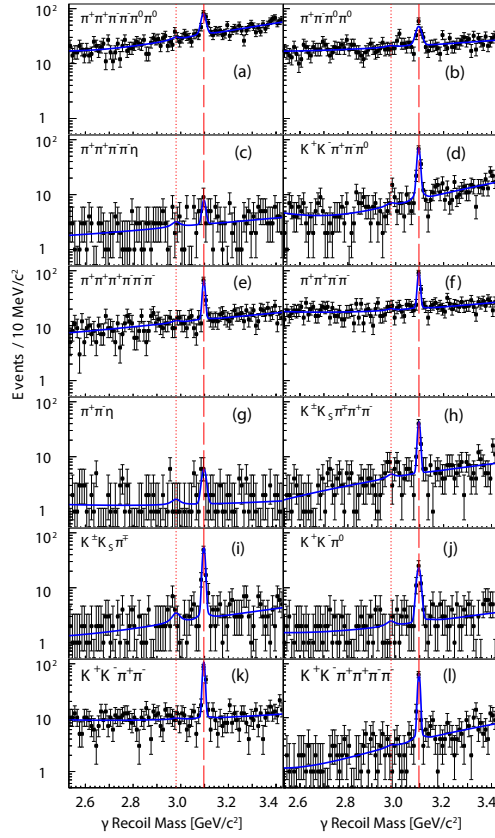 π⁺π⁺π⁻π⁻π⁰π⁰ (a)
π⁺π⁻π⁰π⁰ (b)
π⁺π⁺π⁻π⁻η (c)
K⁺K⁻π⁺π⁻π⁰ (d)
π⁺π⁺π⁺π⁻π⁻π⁻ (e)
π⁺π⁺π⁻π⁻ (f)
π⁺π⁻η (g)
K±K_Sπ∓π⁺π⁻ (h)
K±K_Sπ∓ (i)
K⁺K⁻π⁰ (j)
K⁺K⁻π⁺π⁻ (k)
K⁺K⁻π⁺π⁺π⁻π⁻ (l)
Events / 10 MeV/c²
10²
10
1
10²
10
1
10²
10
1
10²
10
1
10²
10
1
10²
10
1
2.6 2.8 3.0 3.2 3.4 2.6 2.8 3.0 3.2 3.4
γ Recoil Mass [GeV/c²] γ Recoil Mass [GeV/c²]